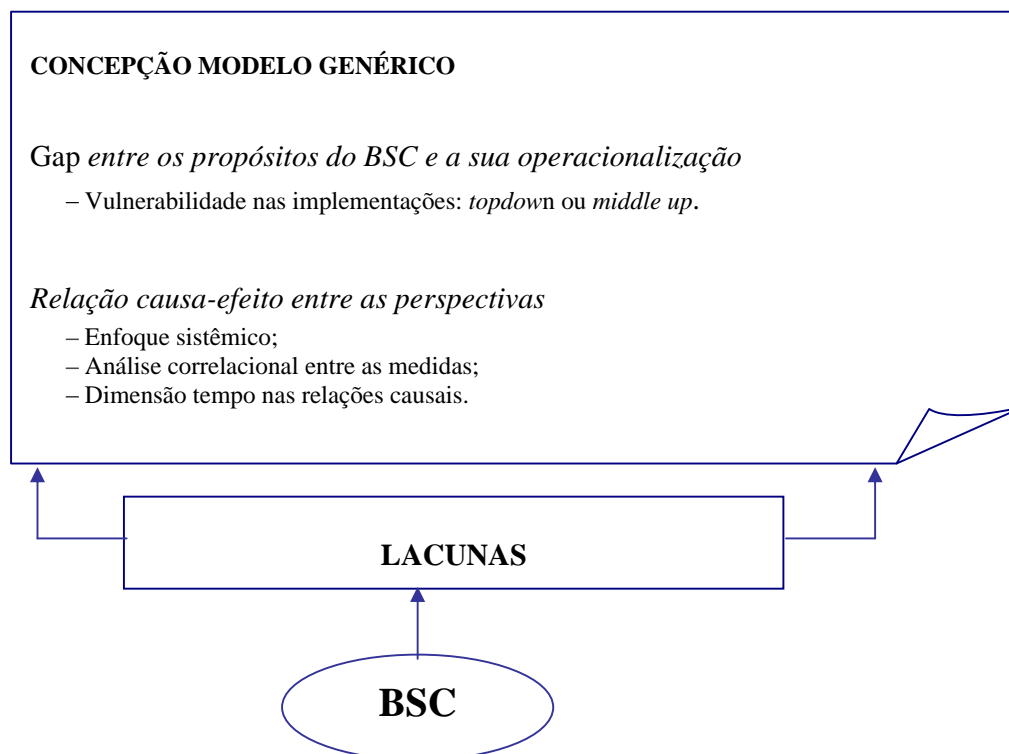 CONCEPÇÃO MODELO GENÉRICO
Gap entre os propósitos do BSC e a sua operacionalização
– Vulnerabilidade nas implementações: topdown ou middle up.
Relação causa-efeito entre as perspectivas
– Enfoque sistêmico;
– Análise correlacional entre as medidas;
– Dimensão tempo nas relações causais.
LACUNAS
BSC